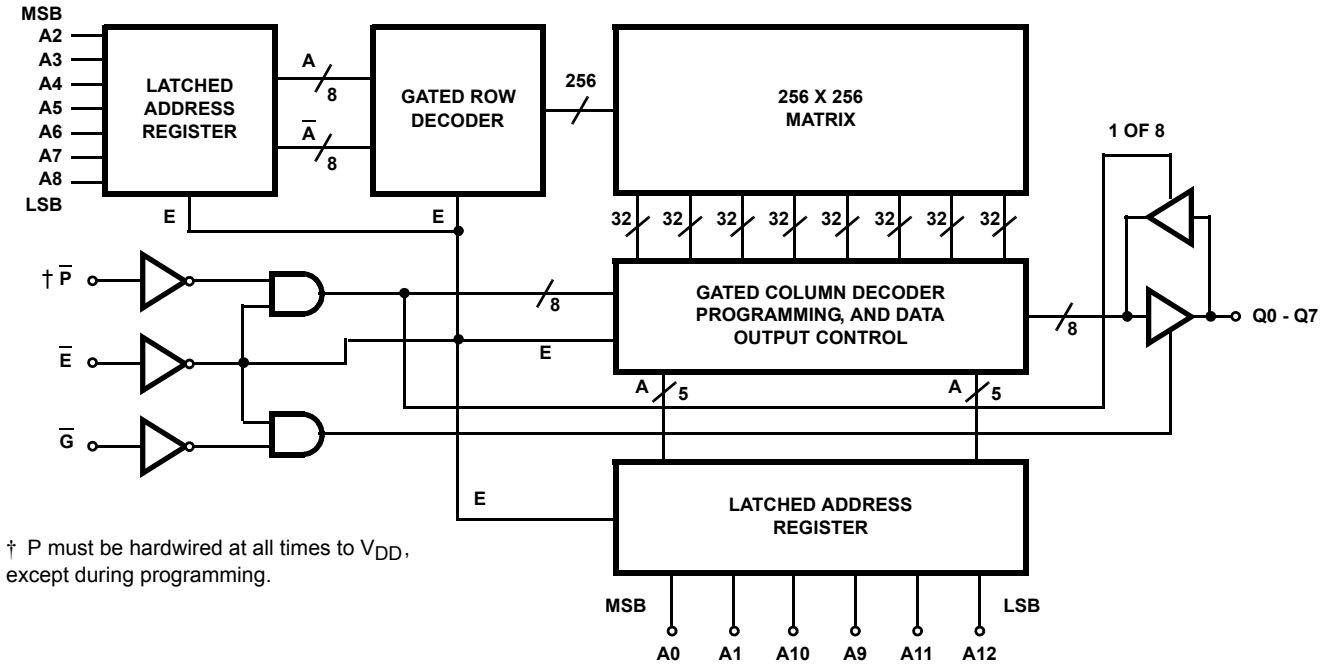 MSB
A2
A3
A4
A5
A6
A7
A8
LSB
LATCHED
ADDRESS
REGISTER
E
A
8
A̅
8
GATED ROW
DECODER
E
256
256 X 256
MATRIX
32 32 32 32 32 32 32 32
1 OF 8
† P̅
E̅
G̅
8
E
GATED COLUMN DECODER
PROGRAMMING, AND DATA
OUTPUT CONTROL
8
Q0 - Q7
A 5
A 5
E
LATCHED ADDRESS
REGISTER
MSB
LSB
A0 A1 A10 A9 A11 A12
† P must be hardwired at all times to VDD,
except during programming.